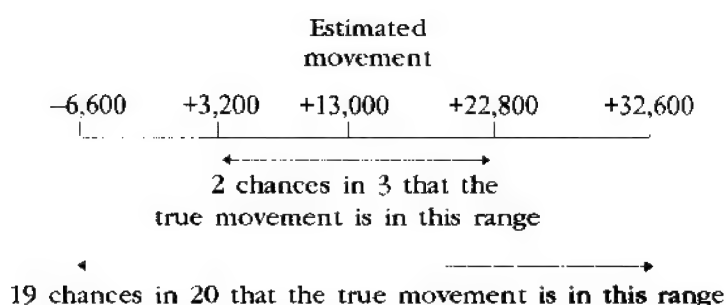 Estimated
movement
–6,600 +3,200 +13,000 +22,800 +32,600
2 chances in 3 that the
true movement is in this range
19 chances in 20 that the true movement is in this range